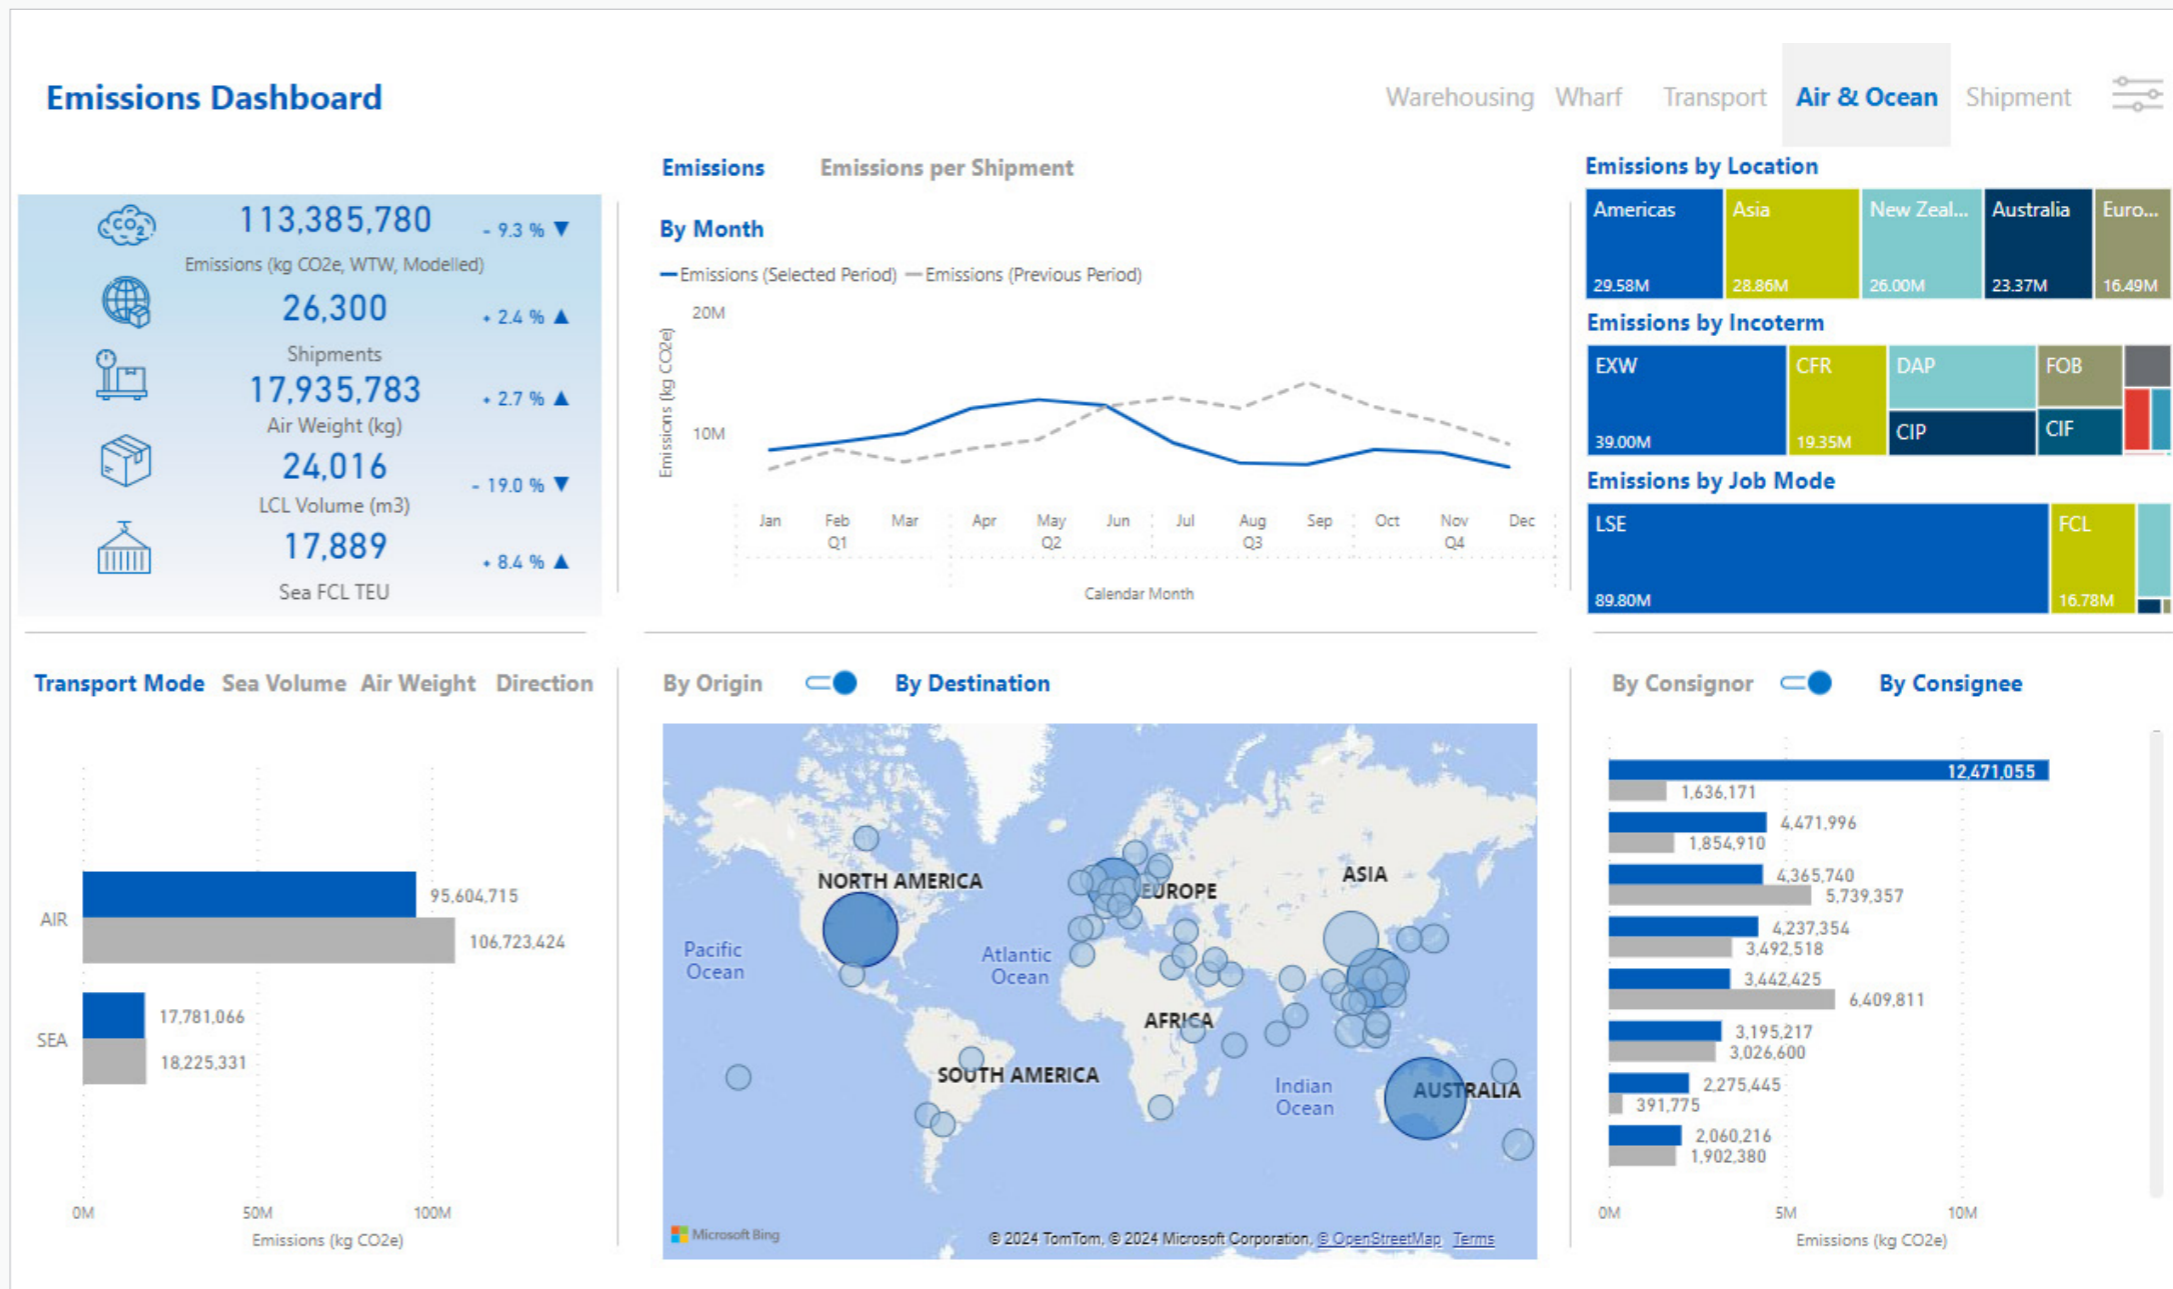 Emissions Dashboard
Warehousing Wharf Transport Air & Ocean Shipment
CO2
113,385,780 - 9.3 % ▼
Emissions (kg CO2e, WTW, Modelled)
26,300 + 2.4 % ▲
Shipments
17,935,783 + 2.7 % ▲
Air Weight (kg)
24,016 - 19.0 % ▼
LCL Volume (m3)
17,889 + 8.4 % ▲
Sea FCL TEU
Emissions Emissions per Shipment
By Month
Emissions (Selected Period) Emissions (Previous Period)
Emissions (kg CO2e)
20M
10M
Jan Feb Mar Apr May Jun Jul Aug Sep Oct Nov Dec
Q1 Q2 Q3 Q4
Calendar Month
Emissions by Location
Americas Asia New Zeal... Australia Euro...
29.58M 28.86M 26.00M 23.37M 16.49M
Emissions by Incoterm
EXW CFR DAP FOB
CIP CIF
39.00M 19.35M
Emissions by Job Mode
LSE FCL
89.80M 16.78M
Transport Mode Sea Volume Air Weight Direction
AIR
95,604,715
106,723,424
SEA
17,781,066
18,225,331
0M 50M 100M
Emissions (kg CO2e)
By Origin By Destination
NORTH AMERICA
EUROPE
ASIA
Pacific
Ocean
Atlantic
Ocean
AFRICA
SOUTH AMERICA
Indian
Ocean
AUSTRALIA
Microsoft Bing
© 2024 TomTom, © 2024 Microsoft Corporation, © OpenStreetMap Terms
By Consignor By Consignee
12,471,055
1,636,171
4,471,996
1,854,910
4,365,740
5,739,357
4,237,354
3,492,518
3,442,425
6,409,811
3,195,217
3,026,600
2,275,445
391,775
2,060,216
1,902,380
0M 5M 10M
Emissions (kg CO2e)